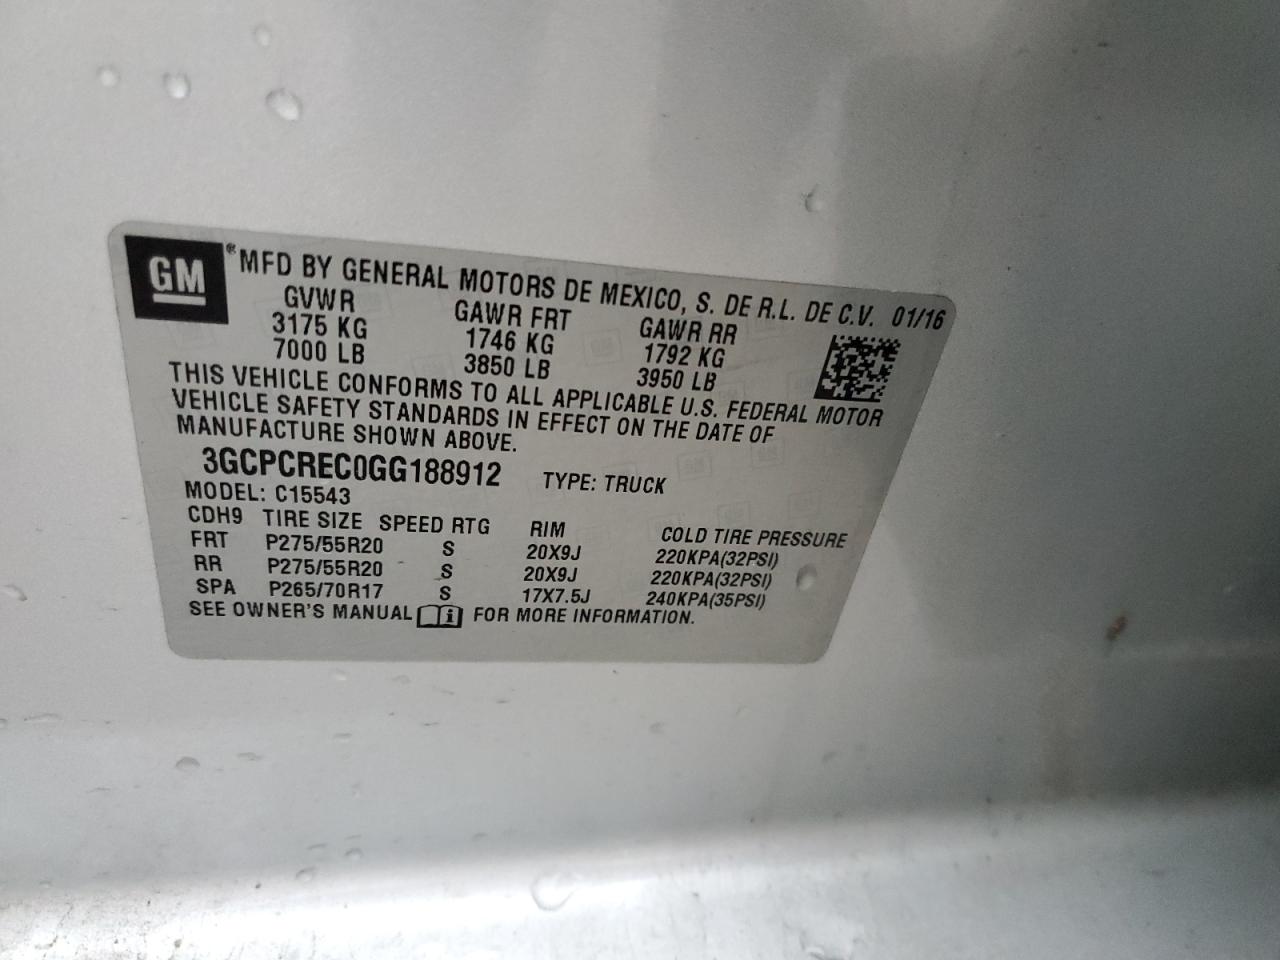 GM ® MFD BY GENERAL MOTORS DE MEXICO, S. DE R.L. DE C.V. 01/16
GVWR GAWR FRT GAWR RR
3175 KG 1746 KG 1792 KG
7000 LB 3850 LB 3950 LB
THIS VEHICLE CONFORMS TO ALL APPLICABLE U.S. FEDERAL MOTOR
VEHICLE SAFETY STANDARDS IN EFFECT ON THE DATE OF
MANUFACTURE SHOWN ABOVE.
3GCPCREC0GG188912 TYPE: TRUCK
MODEL: C15543
CDH9 TIRE SIZE SPEED RTG RIM COLD TIRE PRESSURE
FRT P275/55R20 S 20X9J 220KPA(32PSI)
RR P275/55R20 S 20X9J 220KPA(32PSI)
SPA P265/70R17 S 17X7.5J 240KPA(35PSI)
SEE OWNER'S MANUAL i FOR MORE INFORMATION.